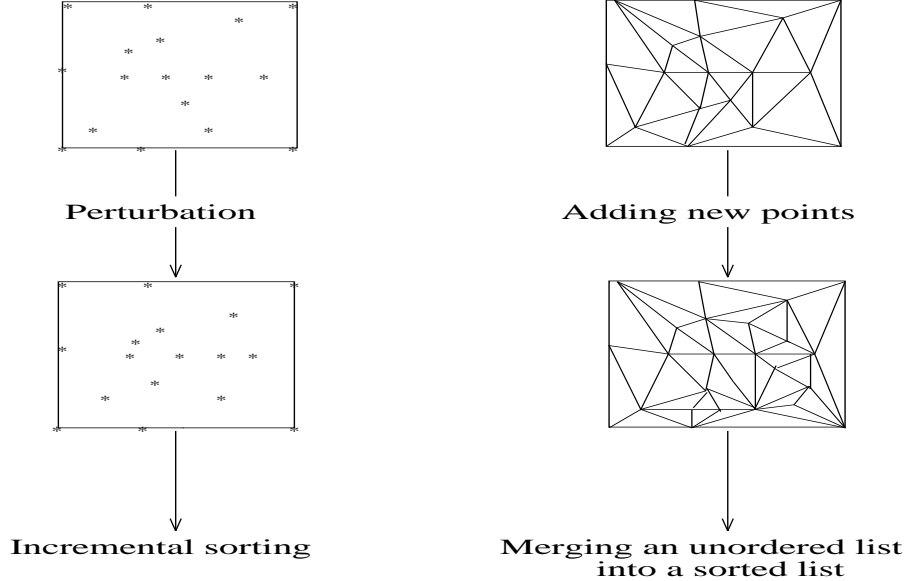 Perturbation
Adding new points
Incremental sorting
Merging an unordered list
into a sorted list